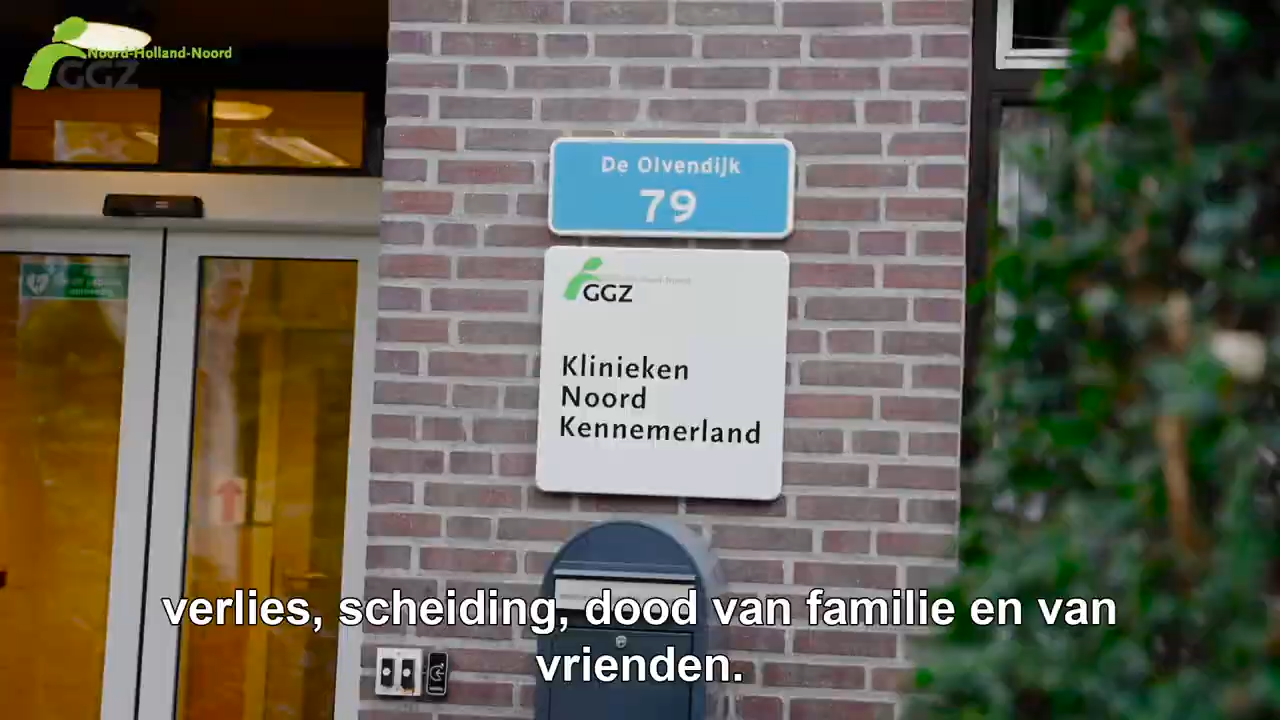 Noord-Holland-Noord
GGZ
De Olvendijk
79
GGZ
Klinieken
Noord
Kennemerland
verlies, scheiding, dood van familie en van
vrienden.